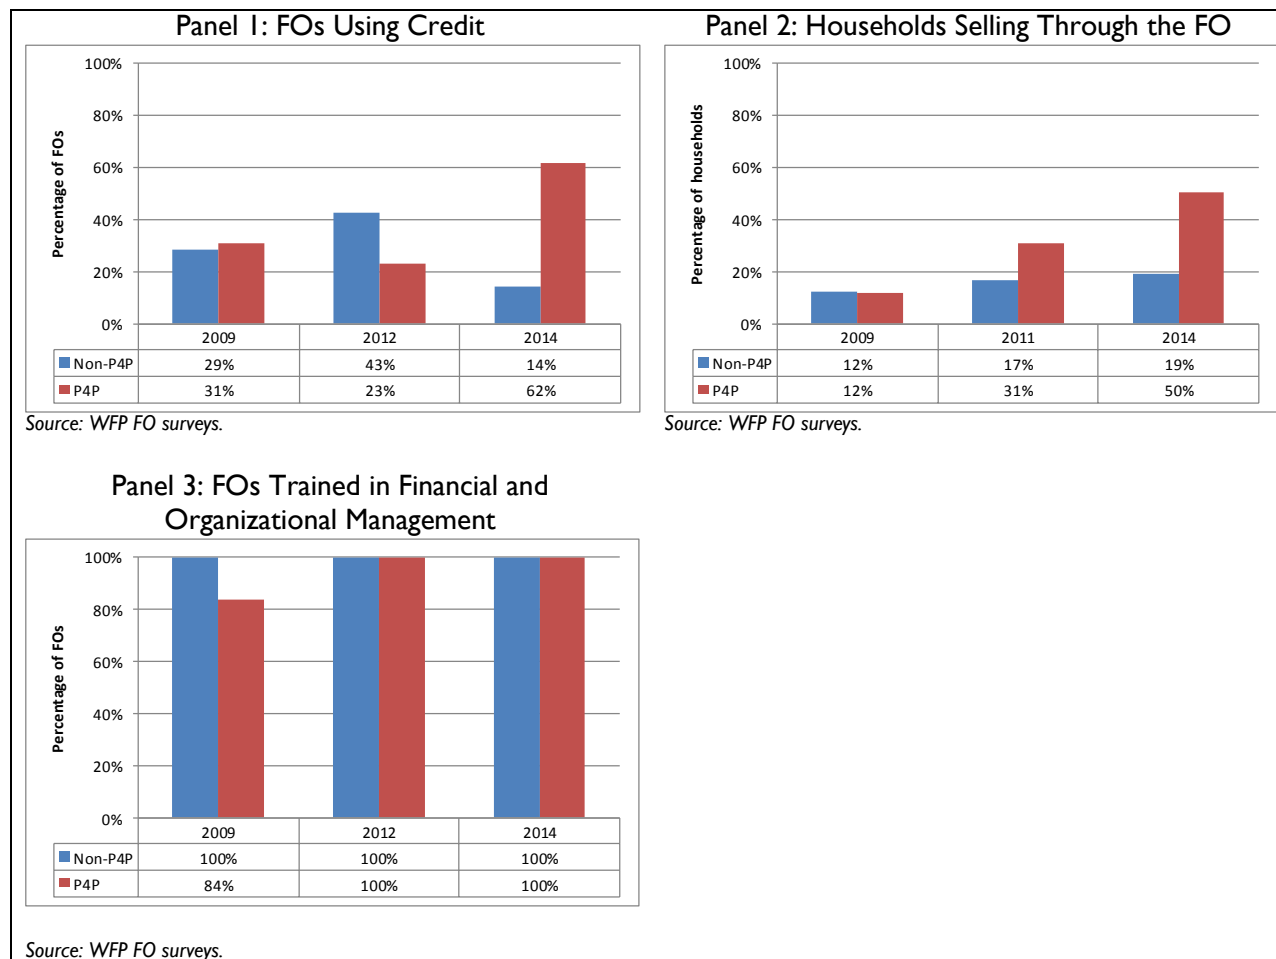 Panel 1: FOs Using Credit
100%
80%
60%
40%
20%
0%
Percentage of FOs
2009 2012 2014
Non-P4P 29% 43% 14%
P4P 31% 23% 62%
Source: WFP FO surveys.
Panel 2: Households Selling Through the FO
100%
80%
60%
40%
20%
0%
Percentage of households
2009 2011 2014
Non-P4P 12% 17% 19%
P4P 12% 31% 50%
Source: WFP FO surveys.
Panel 3: FOs Trained in Financial and
Organizational Management
100%
80%
60%
40%
20%
0%
Percentage of FOs
2009 2012 2014
Non-P4P 100% 100% 100%
P4P 84% 100% 100%
Source: WFP FO surveys.